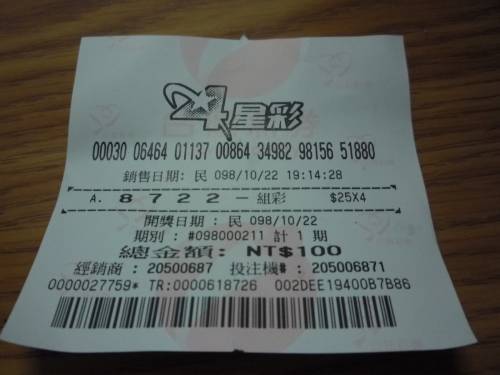 4星彩
00030 06464 01137 00864 34982 98156 51880
銷售日期: 民 098/10/22 19:14:28
A. 8 7 2 2 - 組彩 $25X4
開獎日期 : 民 098/10/22
期別 : #098000211 計 1 期
總金額: NT$100
經銷商 : 20500687 投注機# : 205006871
0000027759* TR:0000618726 002DEE19400B7B86